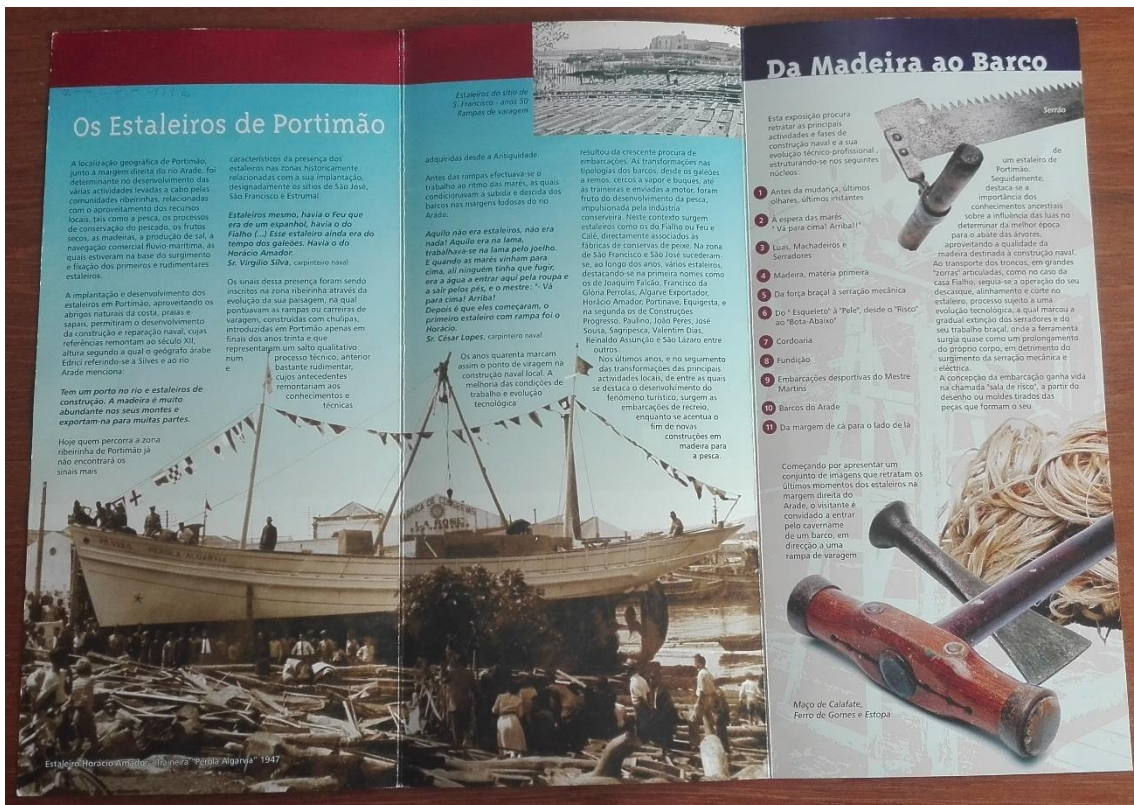 Os Estaleiros de Portimão
A localização geográfica de Portimão,
junto à margem direita do rio Arade, foi
determinante no desenvolvimento das
várias actividades levadas a cabo pelas
comunidades ribeirinhas, relacionadas
com o aproveitamento dos recursos
locais, tais como a pesca, os processos
de conservação do pescado, os frutos
secos, as madeiras, a produção de sal, a
navegação comercial flúvio-marítima, as
quais estiveram na base do surgimento
e fixação dos primeiros e rudimentares
estaleiros.
A implantação e desenvolvimento dos
estaleiros em Portimão, aproveitando os
abrigos naturais da costa, praias e
sapais, permitiram o desenvolvimento
da construção e reparação naval, cujas
referências remontam ao século XII,
altura segundo a qual o geógrafo árabe
Edrici referindo-se a Silves e ao rio
Arade menciona:
Tem um porto no rio e estaleiros de
construção. A madeira é muito
abundante nos seus montes e
exportam-na para muitas partes.
Hoje quem percorra a zona
ribeirinha de Portimão já
não encontrará os
sinais mais
característicos da presença dos
estaleiros nas zonas historicamente
relacionadas com a sua implantação,
designadamente os sítios de São José,
São Francisco e Estrumal.
Estaleiros mesmo, havia o Feu que
era de um espanhol, havia o do
Fialho (...) Esse estaleiro ainda era do
tempo dos galeões. Havia o do
Horácio Amador.
Sr. Virgílio Silva, carpinteiro naval
Os sinais dessa presença foram sendo
inscritos na zona ribeirinha através da
evolução da sua paisagem, na qual
pontuavam as rampas ou carreiras de
varagem, construídas com chulipas,
introduzidas em Portimão apenas em
finais dos anos trinta e que
representaram um salto qualitativo
num processo técnico, anterior
e bastante rudimentar,
cujos antecedentes
remontariam aos
conhecimentos e
técnicas
Estaleiros do sítio de
S. Francisco - anos 50
Rampas de varagem
adquiridas desde a Antiguidade.
Antes das rampas efectuava-se o
trabalho ao ritmo das marés, as quais
condicionavam a subida e descida dos
barcos nas margens lodosas do rio
Arade.
Aquilo não era estaleiros, não era
nada! Aquilo era na lama,
trabalhava-se na lama pelo joelho.
E quando as marés vinham para
cima, ali ninguém tinha que fugir,
era a água a entrar aqui pela roupa e
a sair pelos pés, e o mestre: "- Vá
para cima! Arriba!
Depois é que eles começaram, o
primeiro estaleiro com rampa foi o
Horácio.
Sr. César Lopes, carpinteiro naval
Os anos quarenta marcam
assim o ponto de viragem na
construção naval local. A
melhoria das condições de
trabalho e evolução
tecnológica
resultou da crescente procura de
embarcações. As transformações nas
tipologias dos barcos, desde os galeões
a remos, cercos a vapor e buques, até
às traineiras e enviadas a motor, foram
fruto do desenvolvimento da pesca,
impulsionada pela indústria
conserveira. Neste contexto surgem
estaleiros como os do Fialho ou Feu e
Calé, directamente associados às
fábricas de conservas de peixe. Na zona
de São Francisco e São José sucederam-
se, ao longo dos anos, vários estaleiros,
destacando-se na primeira nomes como
os de Joaquim Falcão, Francisco da
Glória Perrolas, Algarve Exportador,
Horácio Amador, Portinave, Equigesta, e
na segunda os de Construções
Progresso, Paulino, João Peres, José
Sousa, Sagripesca, Valentim Dias,
Reinaldo Assunção e São Lázaro entre
outros.
Nos últimos anos, e no seguimento
das transformações das principais
actividades locais, de entre as quais
se destaca o desenvolvimento do
fenómeno turístico, surgem as
embarcações de recreio,
enquanto se acentua o
fim de novas
construções em
madeira para
a pesca.
TRAINEIRA PEROLA ALGARVIA
FÁBRICA DE CONSERVAS
LA ROSE
Estaleiro Horácio Amador - Traineira "Pérola Algarvia" 1947
Da Madeira ao Barco
Serrão
Esta exposição procura
retratar as principais
actividades e fases de
construção naval e a sua
evolução técnico-profissional,
estruturando-se nos seguintes
núcleos:
1 Antes da mudança, últimos
olhares, últimos instantes
2 À espera das marés
" Vá para cima! Arriba!!"
3 Luas, Machadeiros e
Serradores
4 Madeira, matéria primeira
5 Da força braçal à serração mecânica
6 Do " Esqueleto" à "Pele", desde o "Risco"
ao "Bota-Abaixo"
7 Cordoaria
8 Fundição
9 Embarcações desportivas do Mestre
Martins
10 Barcos do Arade
11 Da margem de cá para o lado de lá
Começando por apresentar um
conjunto de imagens que retratam os
últimos momentos dos estaleiros na
margem direita do
Arade, o visitante é
convidado a entrar
pelo cavername
de um barco, em
direcção a uma
rampa de varagem
de
um estaleiro de
Portimão.
Seguidamente,
destaca-se a
importância dos
conhecimentos ancestrais
sobre a influência das luas no
determinar da melhor época
para o abate das árvores,
aproveitando a qualidade da
madeira destinada à construção naval.
Ao transporte dos troncos, em grandes
"zorras" articuladas, como no caso da
casa Fialho, seguia-se a operação do seu
descasque, alinhamento e corte no
estaleiro, processo sujeito a uma
evolução tecnológica, a qual marcou a
gradual extinção dos serradores e do
seu trabalho braçal, onde a ferramenta
surgia quase como um prolongamento
do próprio corpo, em detrimento do
surgimento da serração mecânica e
eléctrica.
A concepção da embarcação ganha vida
na chamada "sala de risco", a partir do
desenho ou moldes tirados das
peças que formam o seu
Maço de Calafate,
Ferro de Gornes e Estopa